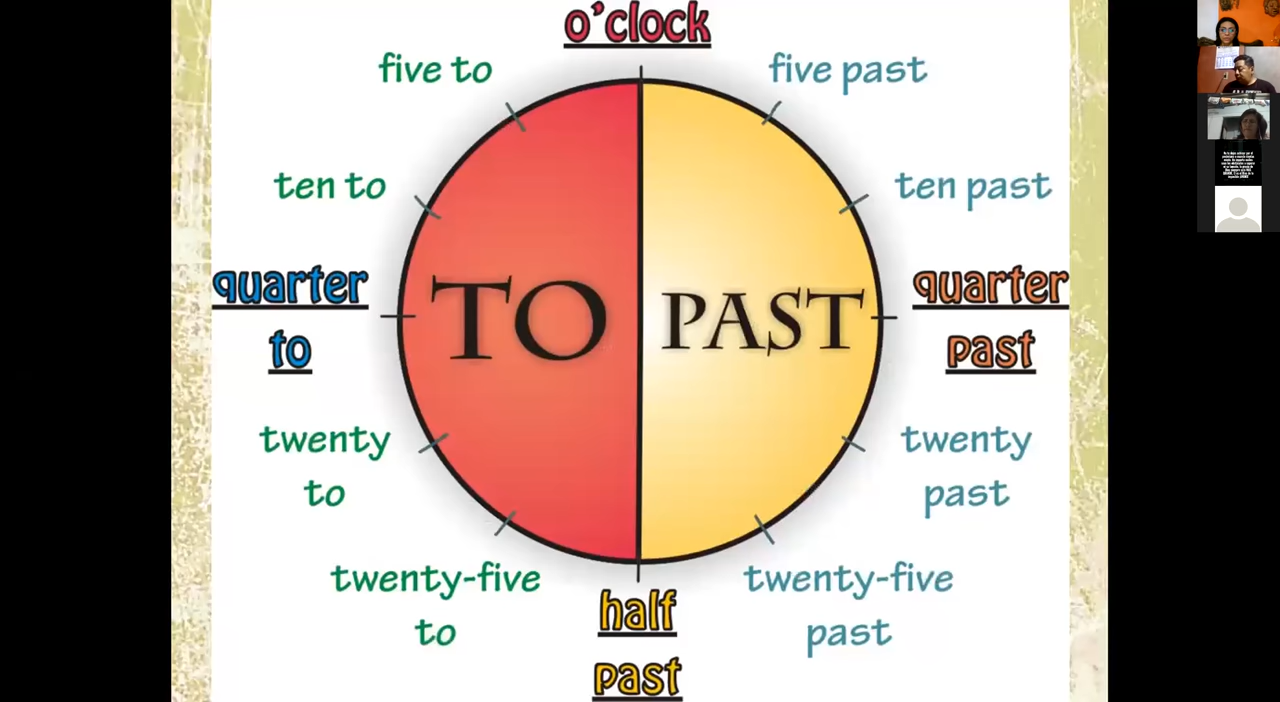 o'clock
five to
five past
ten to
ten past
quarter
to
quarter
past
TO
PAST
twenty
to
twenty
past
twenty-five
to
twenty-five
past
half
past